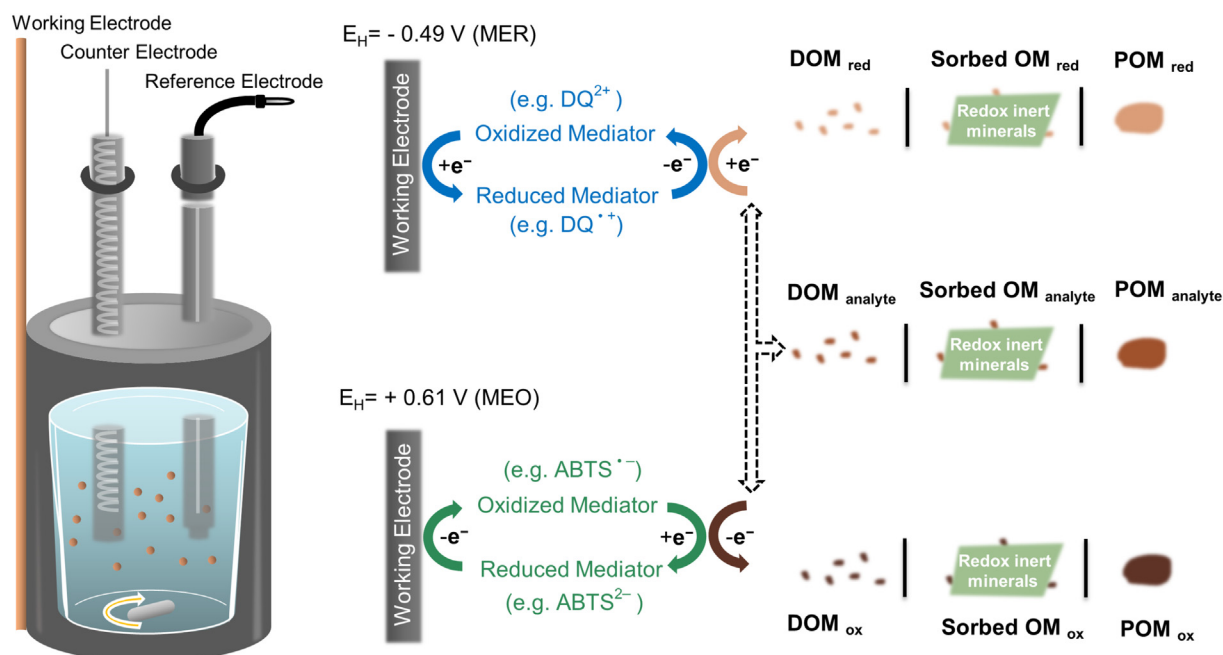 Working Electrode
Counter Electrode
Reference Electrode
E_H= - 0.49 V (MER)
Working Electrode
(e.g. DQ²⁺)
Oxidized Mediator
+e⁻
-e⁻
+e⁻
Reduced Mediator
(e.g. DQ•⁺)
DOM red
Sorbed OM red
POM red
Redox inert
minerals
DOM analyte
Sorbed OM analyte
POM analyte
Redox inert
minerals
E_H= + 0.61 V (MEO)
Working Electrode
(e.g. ABTS•⁻)
Oxidized Mediator
-e⁻
+e⁻
-e⁻
Reduced Mediator
(e.g. ABTS²⁻)
Redox inert
minerals
DOM ox
Sorbed OM ox
POM ox